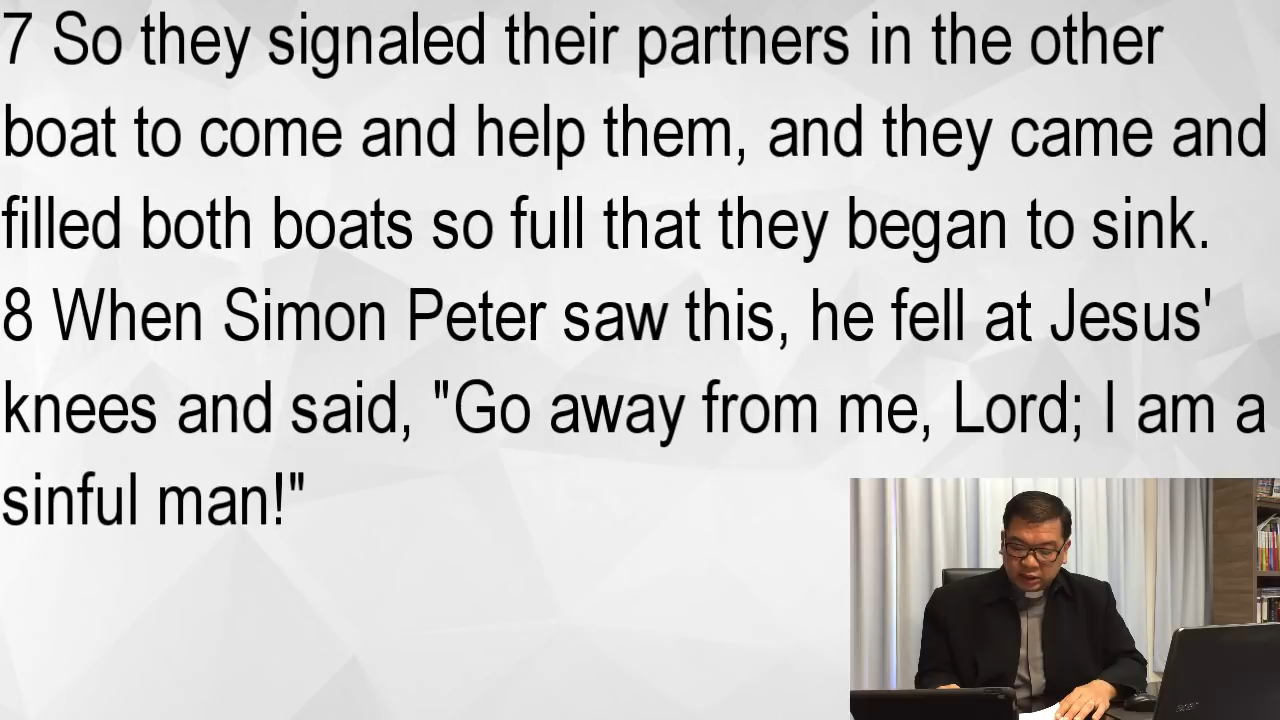 7 So they signaled their partners in the other
boat to come and help them, and they came and
filled both boats so full that they began to sink.
8 When Simon Peter saw this, he fell at Jesus'
knees and said, "Go away from me, Lord; I am a
sinful man!"